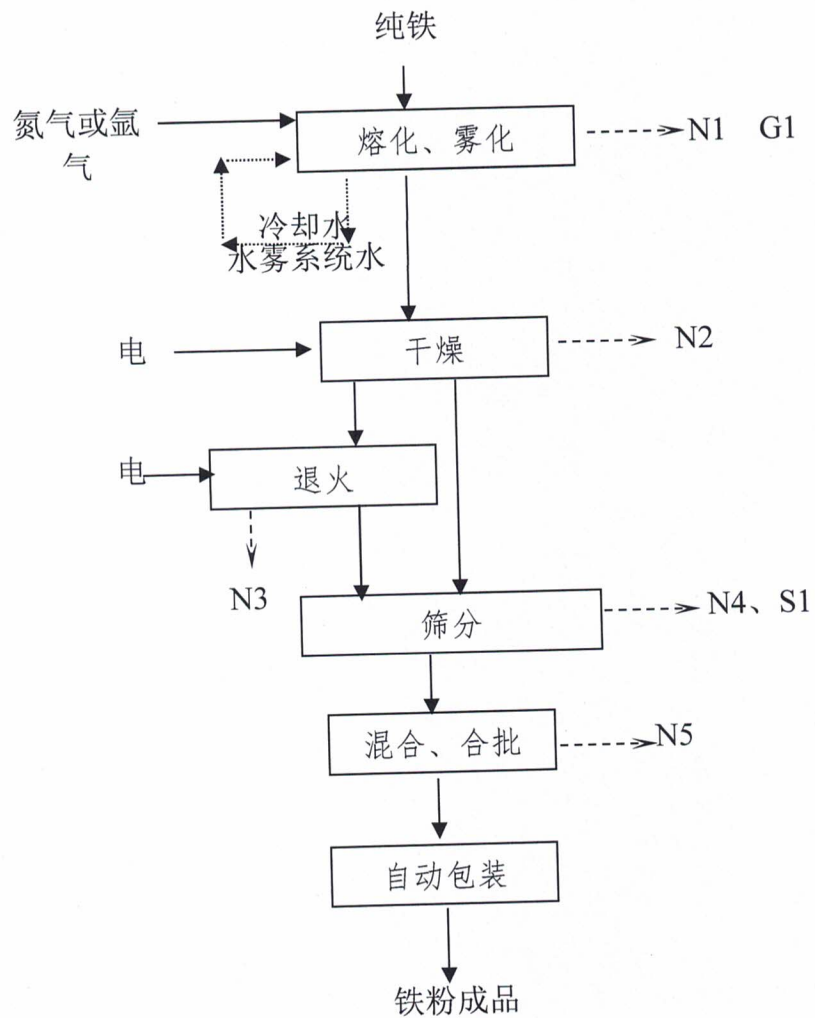 纯铁
氮气或氩
气
熔化、雾化
N1 G1
冷却水
水雾系统水
电
干燥
N2
电
退火
N3
筛分
N4、S1
混合、合批
N5
自动包装
铁粉成品